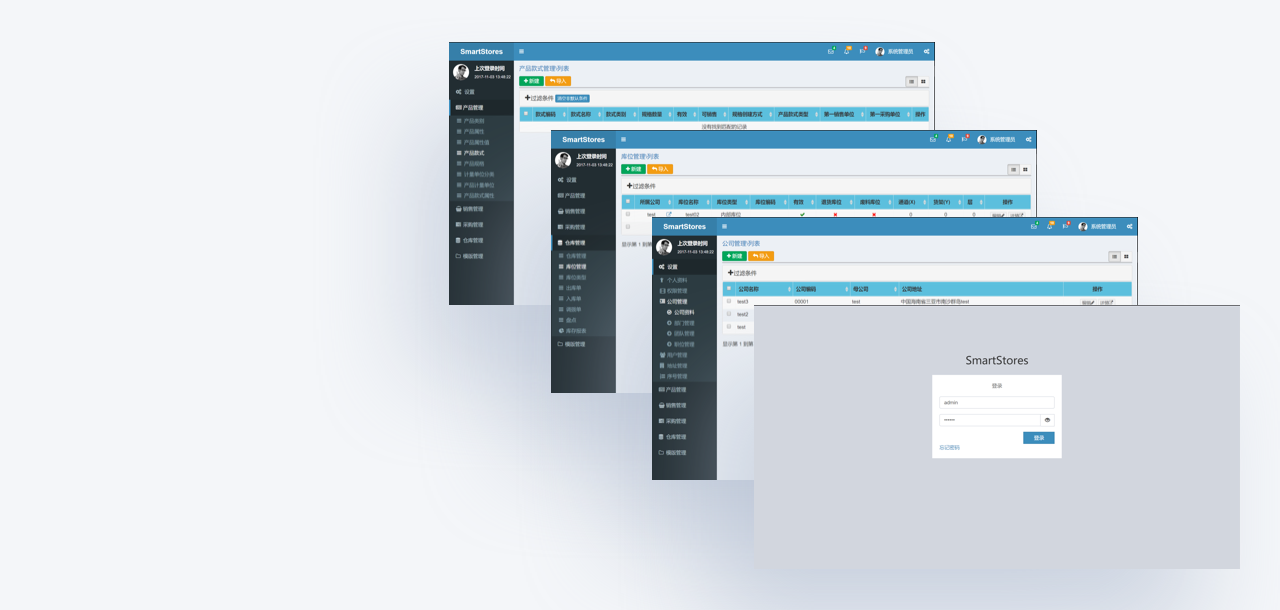 SmartStores
系统管理员
上次登录时间
2017-11-03 13:48:22
设置
产品管理
产品类别
产品属性
产品属性值
产品款式
产品规格
计量单位分类
产品计量单位
产品款式属性
销售管理
采购管理
仓库管理
模版管理
产品款式管理\列表
新建
导入
过滤条件
款式编码 款式名称 款式类别 规格数量 有效 可销售 规格创建方式 产品款式类型 第一销售单位 第一采购单位 操作
没有找到匹配的记录
SmartStores
系统管理员
上次登录时间
2017-11-03 13:48:22
设置
产品管理
销售管理
采购管理
仓库管理
仓库管理
库位管理
库位类型
出库单
入库单
调拨单
盘点
库存报表
模版管理
库位管理\列表
新建
导入
过滤条件
所属公司 库位名称 库位类型 库位编码 有效 退货库位 废料库位 通道(X) 货架(Y) 层 操作
test test02 内部库位 0 0 0
显示第 1 到第
SmartStores
系统管理员
上次登录时间
2017-11-03 13:48:22
设置
个人资料
权限管理
公司管理
公司资料
部门管理
团队管理
职位管理
用户管理
地址管理
序号管理
产品管理
销售管理
采购管理
仓库管理
模版管理
公司管理\列表
新建
导入
过滤条件
公司名称 公司编码 母公司 公司地址 操作
test3 00001 test 中国海南省三亚市南沙群岛test
test2
test
显示第 1 到第
SmartStores
登录
admin
••••••
登录
忘记密码